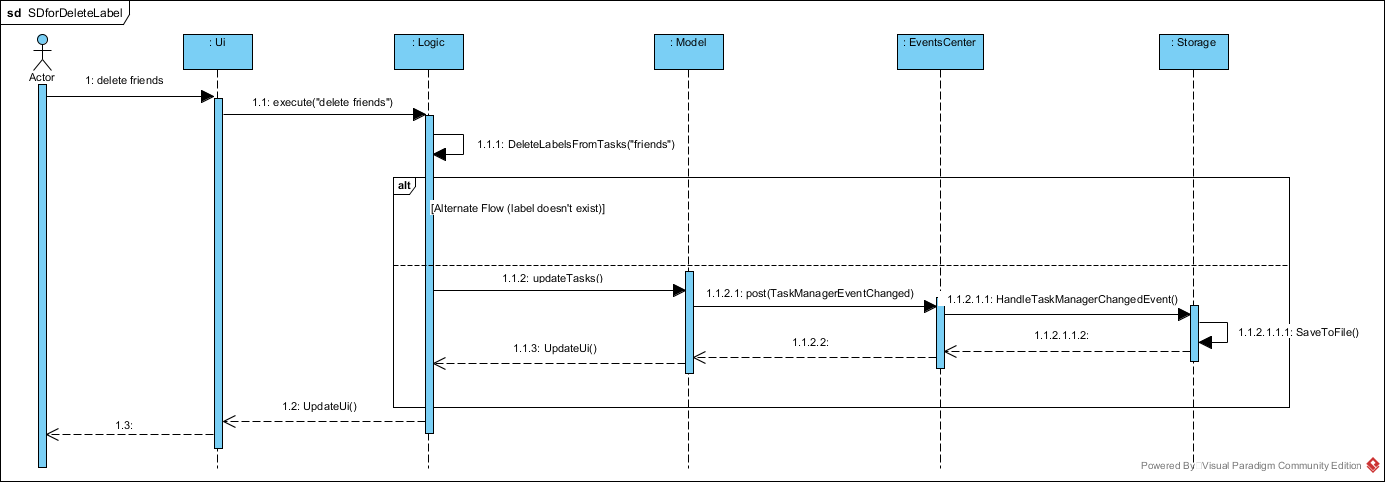 sd SDforDeleteLabel
: Ui
: Logic
: Model
: EventsCenter
: Storage
Actor
1: delete friends
1.1: execute("delete friends")
1.1.1: DeleteLabelsFromTasks("friends")
alt
[Alternate Flow (label doesn't exist)]
1.1.2: updateTasks()
1.1.2.1: post(TaskManagerEventChanged)
1.1.2.1.1: HandleTaskManagerChangedEvent()
1.1.2.1.1.1: SaveToFile()
1.1.2.1.1.2:
1.1.2.2:
1.1.3: UpdateUi()
1.2: UpdateUi()
1.3:
Powered By Visual Paradigm Community Edition